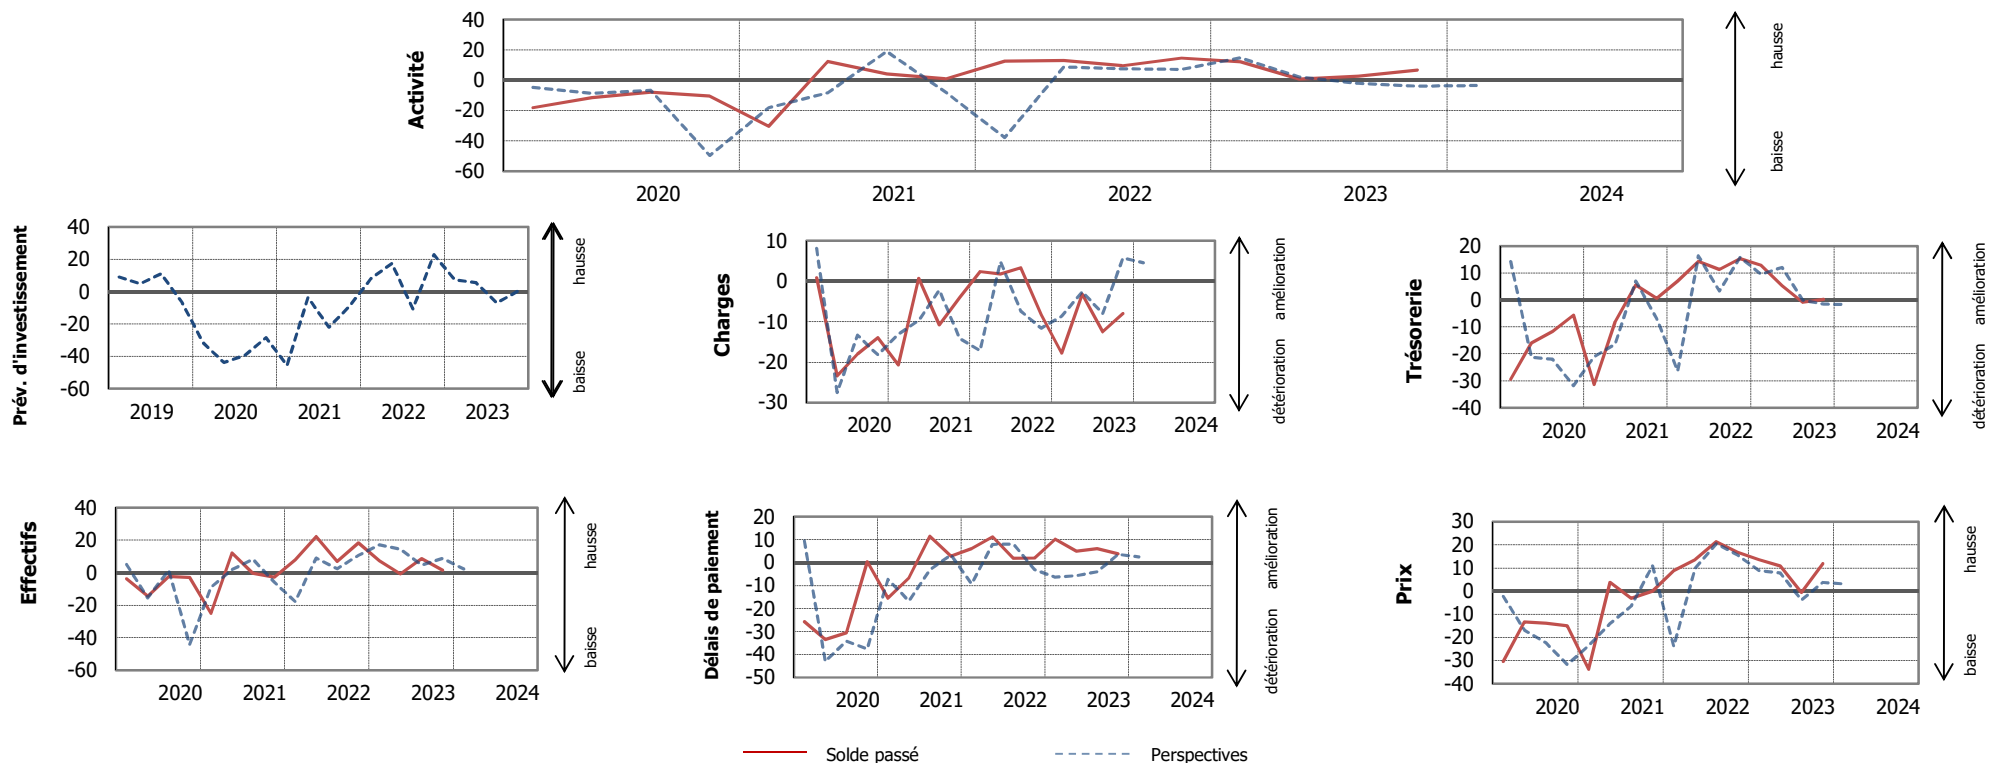 Activité
40
20
0
-20
-40
-60
2020 2021 2022 2023 2024
hausse
baisse
Prév. d'investissement
40
20
0
-20
-40
-60
2019 2020 2021 2022 2023
hausse
baisse
Charges
10
0
-10
-20
-30
2020 2021 2022 2023 2024
amélioration
détérioration
Trésorerie
20
10
0
-10
-20
-30
-40
2020 2021 2022 2023 2024
amélioration
détérioration
Effectifs
40
20
0
-20
-40
-60
2020 2021 2022 2023 2024
hausse
baisse
Délais de paiement
20
10
0
-10
-20
-30
-40
-50
2020 2021 2022 2023 2024
amélioration
détérioration
Prix
30
20
10
0
-10
-20
-30
-40
2020 2021 2022 2023 2024
hausse
baisse
Solde passé Perspectives